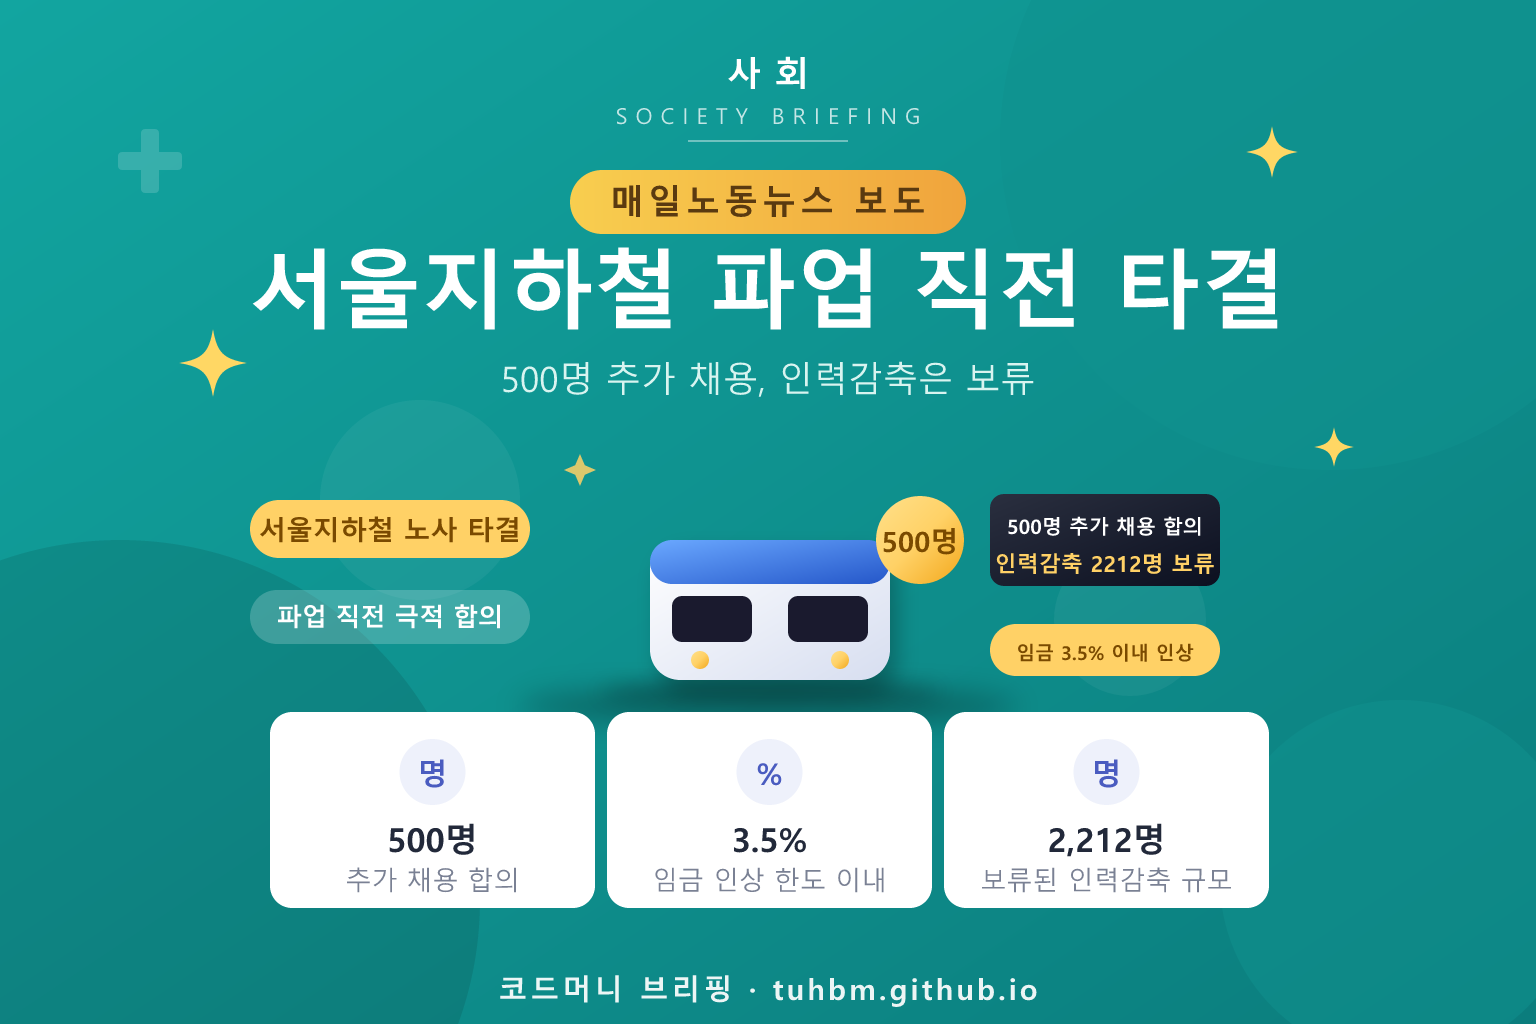 사회
SOCIETY BRIEFING
매일노동뉴스 보도
서울지하철 파업 직전 타결
500명 추가 채용, 인력감축은 보류
서울지하철 노사 타결
파업 직전 극적 합의
500명
500명 추가 채용 합의
인력감축 2212명 보류
임금 3.5% 이내 인상
명
500명
추가 채용 합의
%
3.5%
임금 인상 한도 이내
명
2,212명
보류된 인력감축 규모
코드머니 브리핑 · tuhbm.github.io